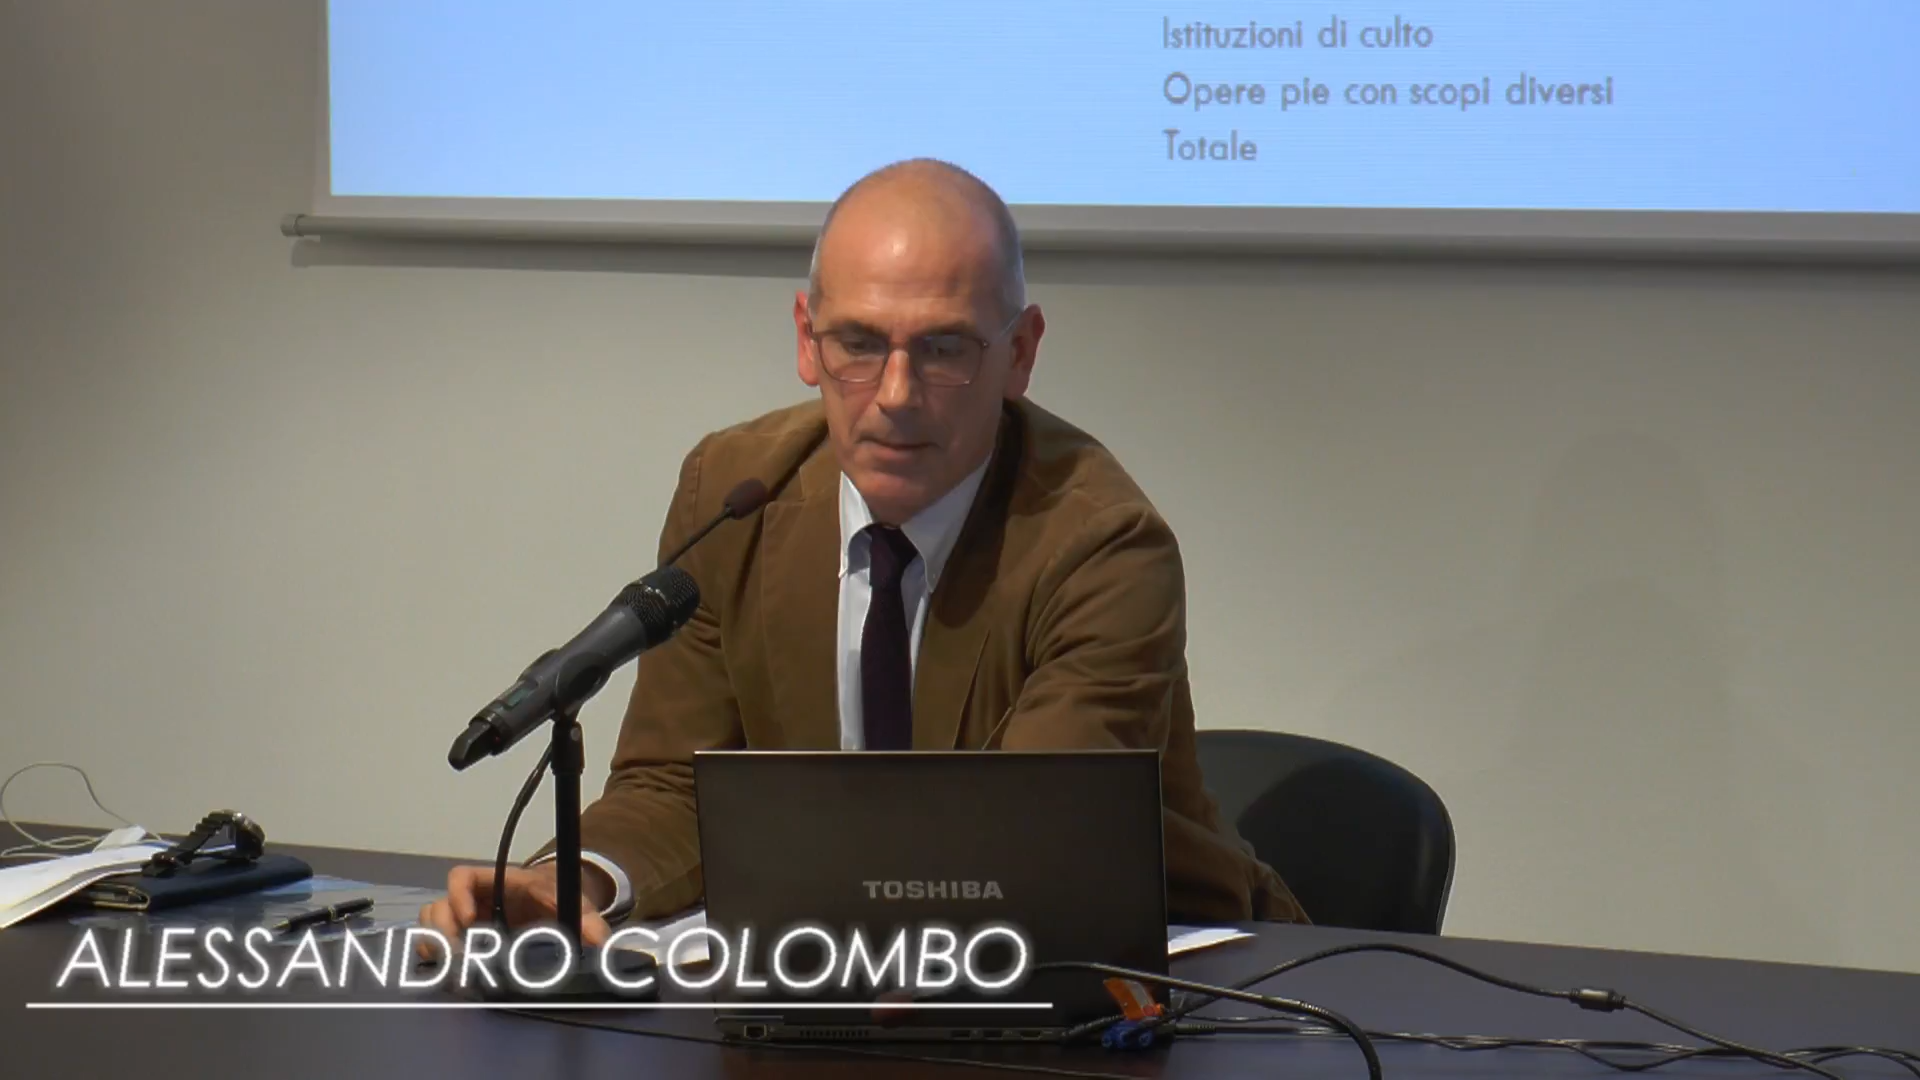 Istituzioni di culto
Opere pie con scopi diversi
Totale
TOSHIBA
ALESSANDRO COLOMBO